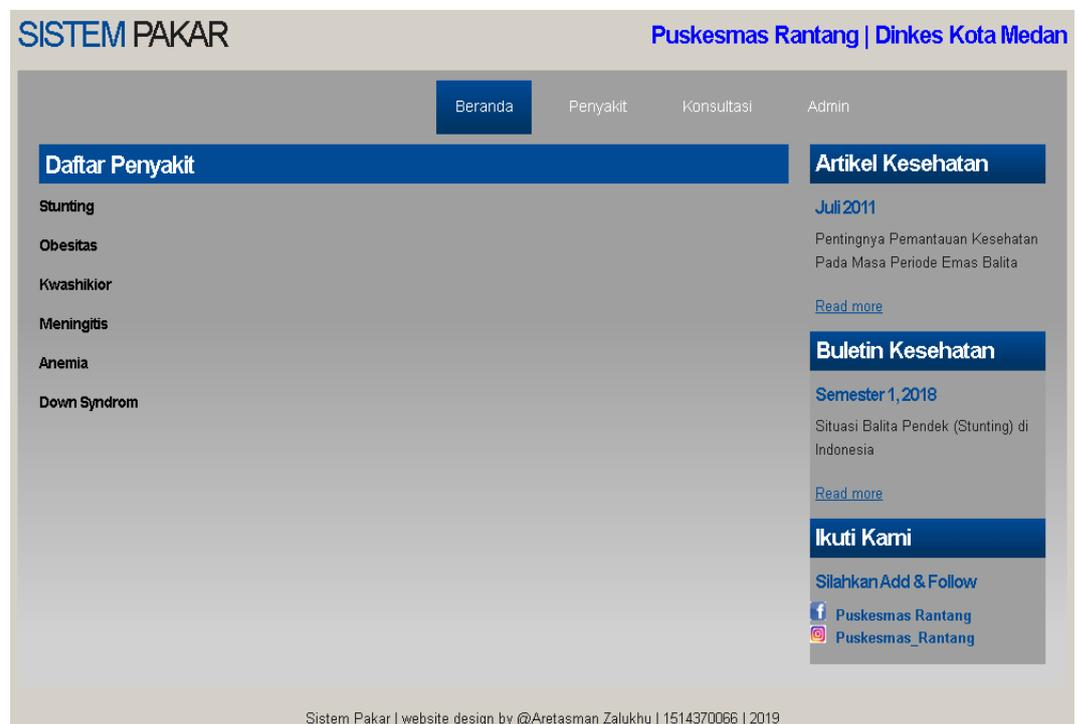 SISTEM PAKAR
Puskesmas Rantang | Dinkes Kota Medan
Beranda Penyakit Konsultasi Admin
Daftar Penyakit
Stunting
Obesitas
Kwashikior
Meningitis
Anemia
Down Syndrom
Artikel Kesehatan
Juli 2011
Pentingnya Pemantauan Kesehatan
Pada Masa Periode Emas Balita
Read more
Buletin Kesehatan
Semester 1, 2018
Situasi Balita Pendek (Stunting) di
Indonesia
Read more
Ikuti Kami
Silahkan Add & Follow
Puskesmas Rantang
Puskesmas_Rantang
Sistem Pakar | website design by @Aretasman Zalukhu | 1514370066 | 2019